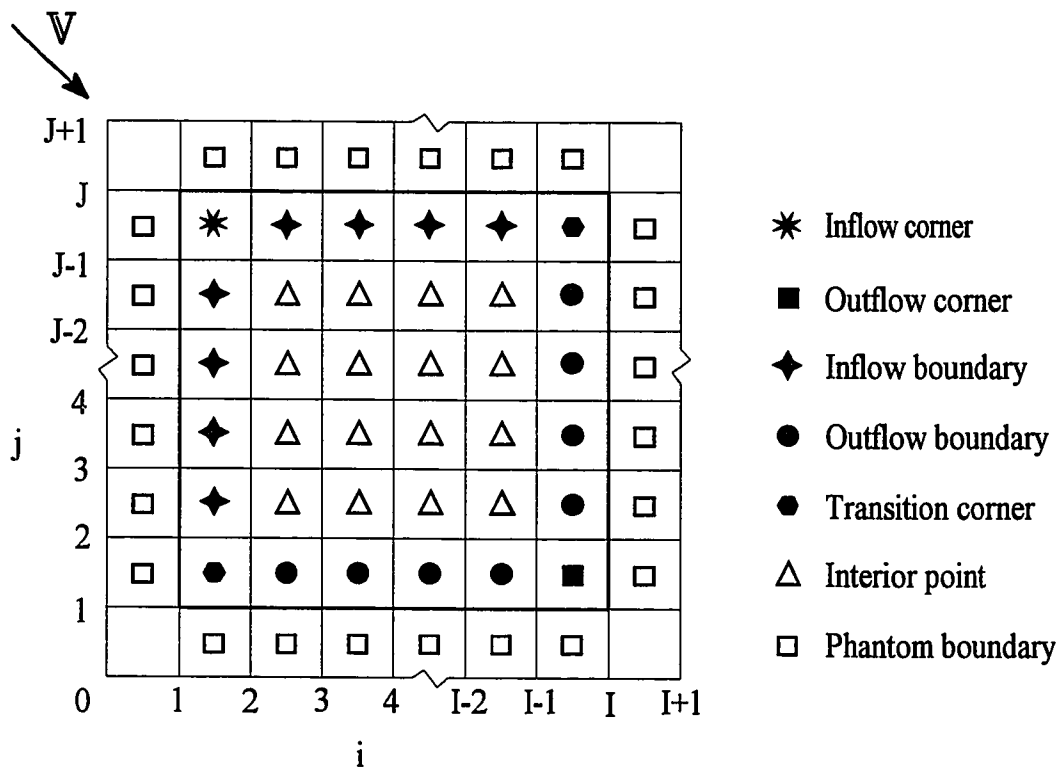 𝕍
J+1
J
J-1
J-2
4
3
2
1
j
0 1 2 3 4 I-2 I-1 I I+1
i
Inflow corner
Outflow corner
Inflow boundary
Outflow boundary
Transition corner
Interior point
Phantom boundary